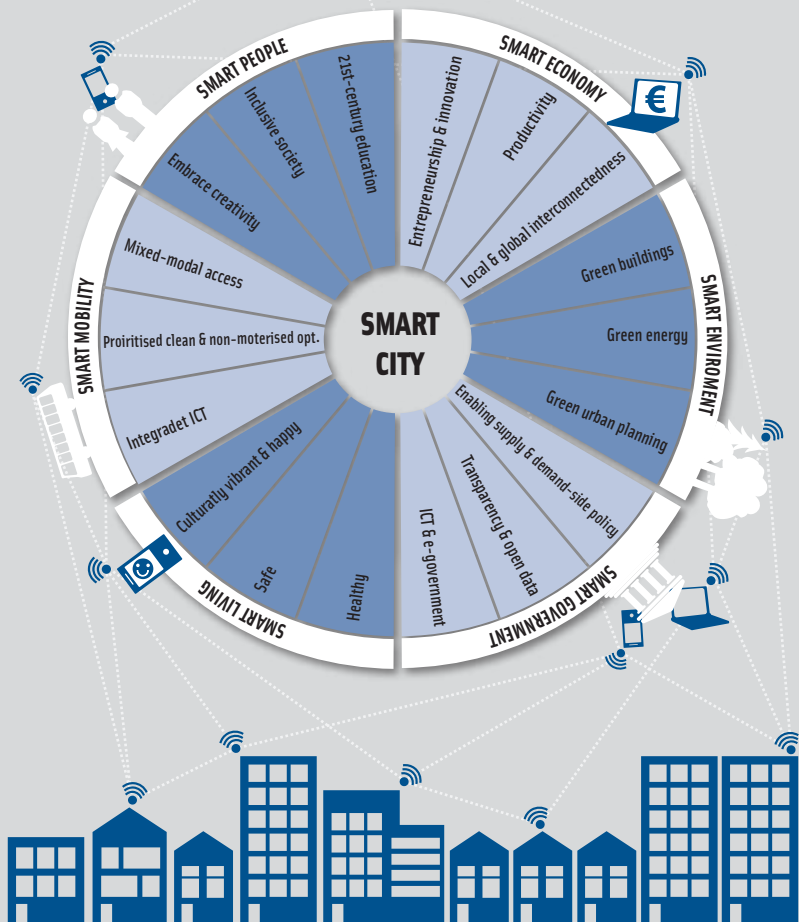 SMART PEOPLE
Embrace creativity
Inclusive society
21st-century education
SMART ECONOMY
Entrepreneurship & innovation
Productivity
Local & global interconnectedness
€
SMART ENVIROMENT
Green buildings
Green energy
Green urban planning
SMART GOVERNMENT
Enabling supply & demand-side policy
Transparency & open data
ICT & e-government
SMART LIVING
Healthy
Safe
Culturatly vibrant & happy
SMART MOBILITY
Integradet ICT
Proiritised clean & non-moterised opt.
Mixed-modal access
SMART
CITY